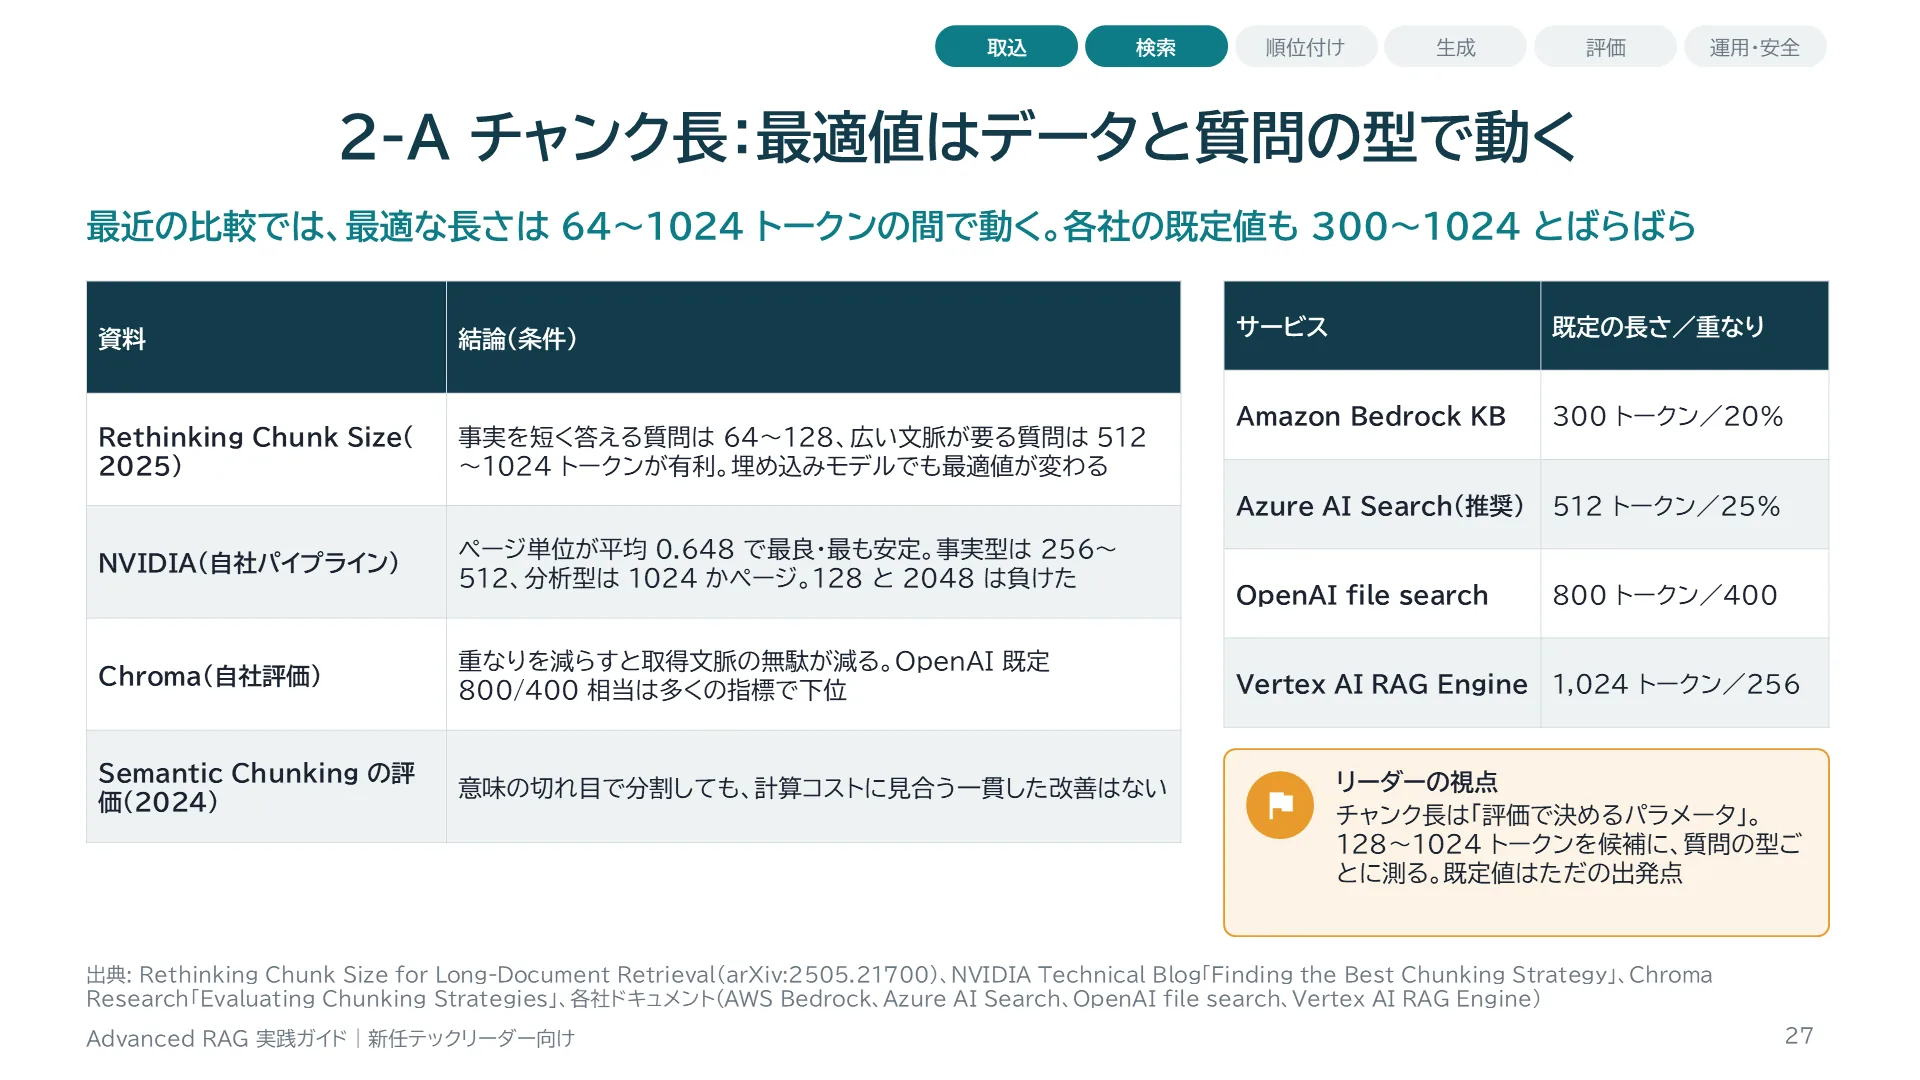 取込
検索
順位付け
生成
評価
運用・安全
2-A チャンク長：最適値はデータと質問の型で動く
最近の比較では、最適な長さは 64～1024 トークンの間で動く。各社の既定値も 300～1024 とばらばら
資料
結論（条件）
Rethinking Chunk Size(
2025）
事実を短く答える質問は 64～128、広い文脈が要る質問は 512
～1024 トークンが有利。埋め込みモデルでも最適値が変わる
NVIDIA（自社パイプライン）
ページ単位が平均 0.648 で最良・最も安定。事実型は 256～
512、分析型は 1024 かページ。128 と 2048 は負けた
Chroma（自社評価）
重なりを減らすと取得文脈の無駄が減る。OpenAI 既定
800/400 相当は多くの指標で下位
Semantic Chunking の評
価（2024）
意味の切れ目で分割しても、計算コストに見合う一貫した改善はない
サービス
既定の長さ／重なり
Amazon Bedrock KB
300 トークン／20%
Azure AI Search（推奨）
512 トークン／25%
OpenAI file search
800 トークン／400
Vertex AI RAG Engine
1,024 トークン／256
リーダーの視点
チャンク長は「評価で決めるパラメータ」。
128～1024 トークンを候補に、質問の型ご
とに測る。既定値はただの出発点
出典: Rethinking Chunk Size for Long-Document Retrieval（arXiv:2505.21700）、NVIDIA Technical Blog「Finding the Best Chunking Strategy」、Chroma
Research「Evaluating Chunking Strategies」、各社ドキュメント（AWS Bedrock、Azure AI Search、OpenAI file search、Vertex AI RAG Engine）
Advanced RAG 実践ガイド｜新任テックリーダー向け
27